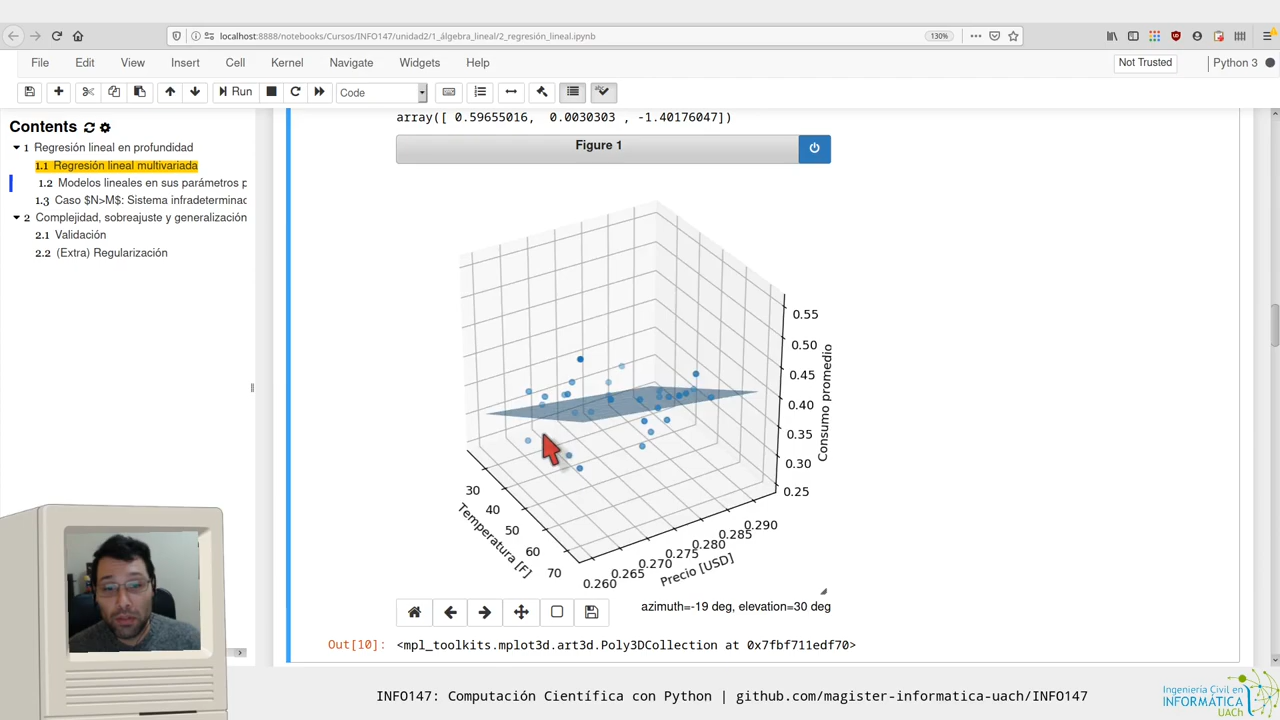 localhost:8888/notebooks/Cursos/INFO147/unidad2/1_álgebra_lineal/2_regresión_lineal.ipynb
130%
File Edit View Insert Cell Kernel Navigate Widgets Help
Not Trusted
Python 3
Run
Code
Contents
1 Regresión lineal en profundidad
1.1 Regresión lineal multivariada
1.2 Modelos lineales en sus parámetros p
1.3 Caso $N>M$: Sistema infradeterminac
2 Complejidad, sobreajuste y generalización
2.1 Validación
2.2 (Extra) Regularización
array([ 0.59655016,  0.0030303 , -1.40176047])
Figure 1
0.55
0.50
0.45
0.40
0.35
0.30
0.25
Consumo promedio
30
40
50
60
70
Temperatura [F]
0.260
0.265
0.270
0.275
0.280
0.285
0.290
Precio [USD]
azimuth=-19 deg, elevation=30 deg
Out[10]: <mpl_toolkits.mplot3d.art3d.Poly3DCollection at 0x7fbf711edf70>
INFO147: Computación Científica con Python | github.com/magister-informatica-uach/INFO147
Ingeniería Civil en
INFORMÁTICA
UACh